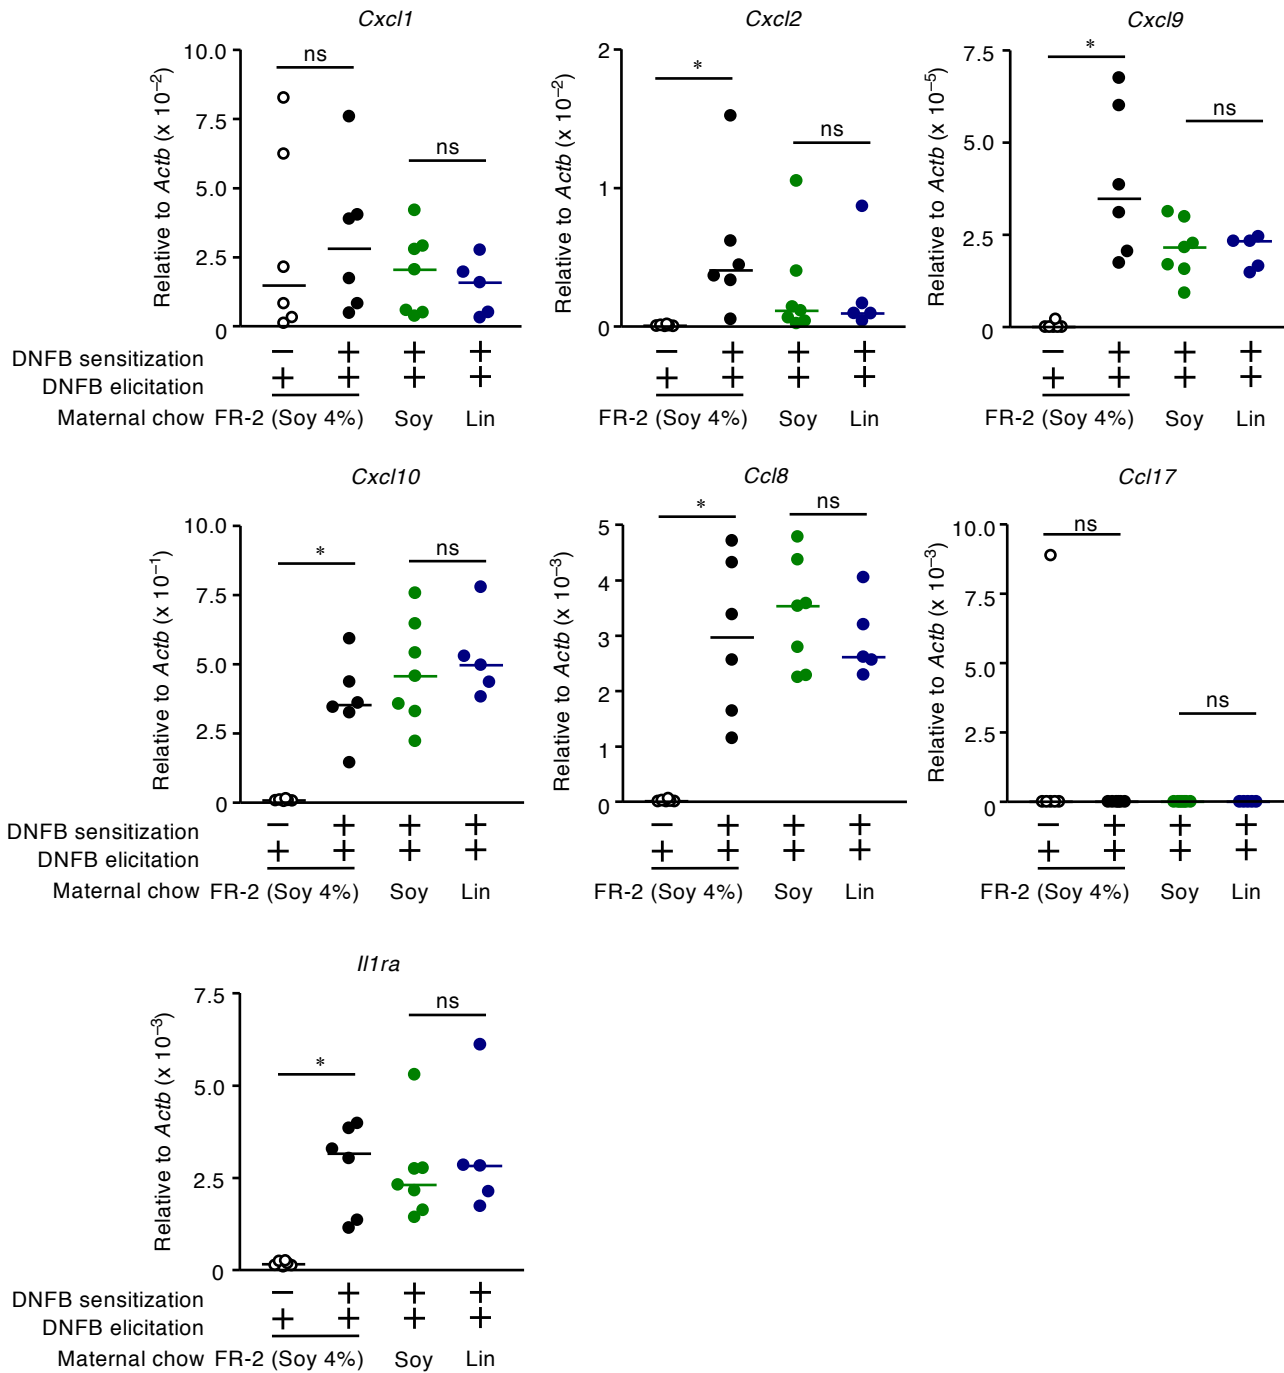 Cxcl1
Cxcl2
Cxcl9
Relative to Actb (x 10–2)
10.0
7.5
5.0
2.5
0
ns
ns
Relative to Actb (x 10–2)
2
1
0
*
ns
Relative to Actb (x 10–5)
7.5
5.0
2.5
0
*
ns
DNFB sensitization − + + + − + + + − + + +
DNFB elicitation + + + + + + + + + + + +
Maternal chow FR-2 (Soy 4%) Soy Lin FR-2 (Soy 4%) Soy Lin FR-2 (Soy 4%) Soy Lin
Cxcl10
Ccl8
Ccl17
Relative to Actb (x 10–1)
10.0
7.5
5.0
2.5
0
*
ns
Relative to Actb (x 10–3)
5
4
3
2
1
0
*
ns
Relative to Actb (x 10–3)
10.0
7.5
5.0
2.5
0
ns
ns
DNFB sensitization − + + + − + + + − + + +
DNFB elicitation + + + + + + + + + + + +
Maternal chow FR-2 (Soy 4%) Soy Lin FR-2 (Soy 4%) Soy Lin FR-2 (Soy 4%) Soy Lin
Il1ra
Relative to Actb (x 10–3)
7.5
5.0
2.5
0
*
ns
DNFB sensitization − + + +
DNFB elicitation + + + +
Maternal chow FR-2 (Soy 4%) Soy Lin